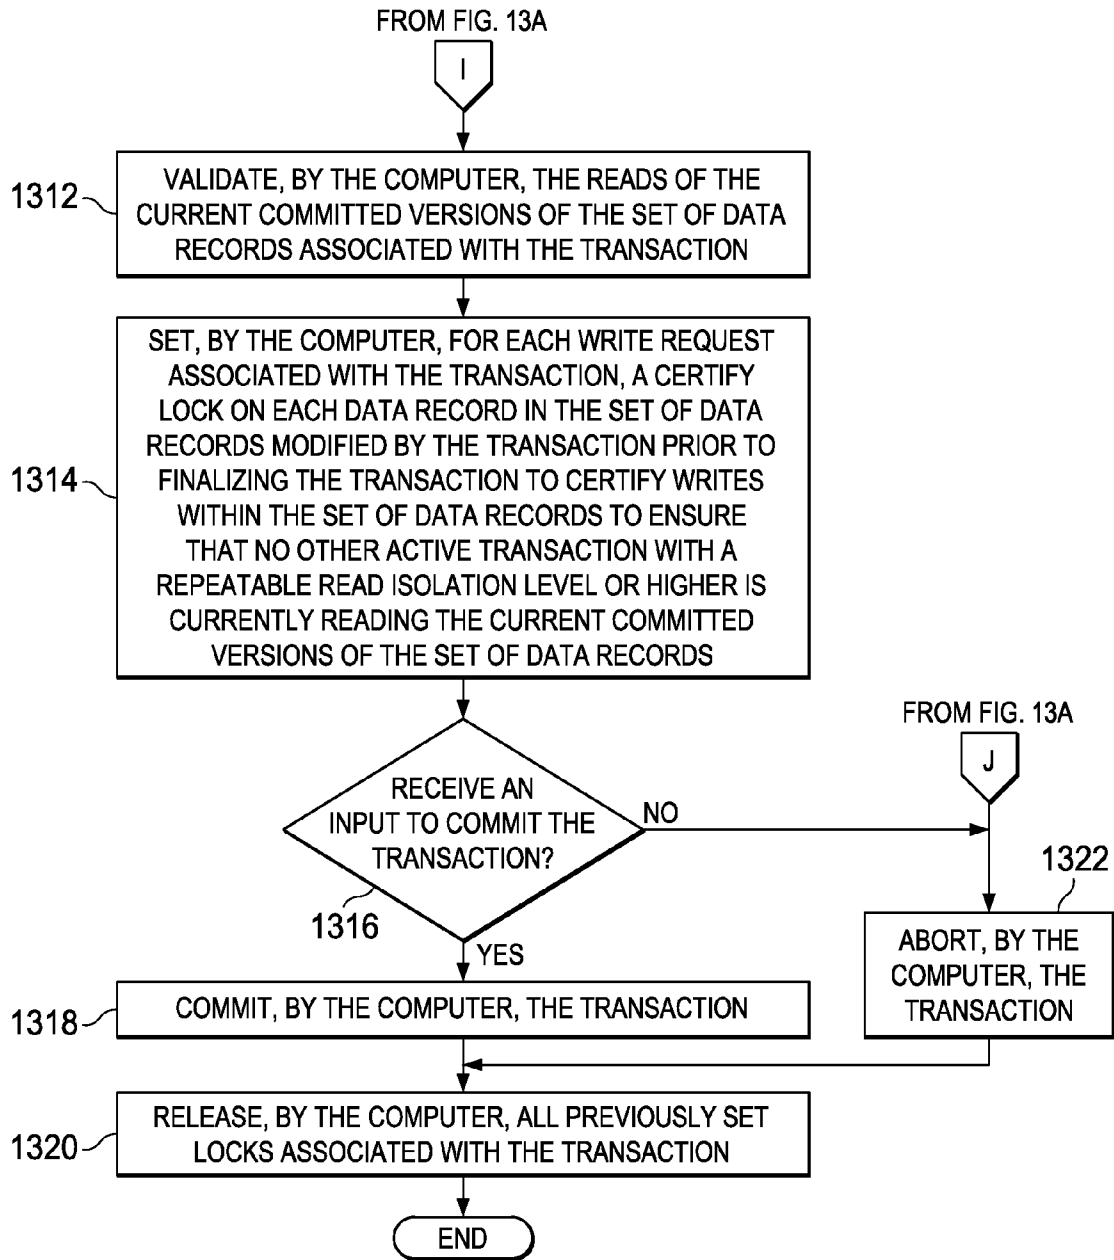 FROM FIG. 13A
I
1312
VALIDATE, BY THE COMPUTER, THE READS OF THE
CURRENT COMMITTED VERSIONS OF THE SET OF DATA
RECORDS ASSOCIATED WITH THE TRANSACTION
1314
SET, BY THE COMPUTER, FOR EACH WRITE REQUEST
ASSOCIATED WITH THE TRANSACTION, A CERTIFY
LOCK ON EACH DATA RECORD IN THE SET OF DATA
RECORDS MODIFIED BY THE TRANSACTION PRIOR TO
FINALIZING THE TRANSACTION TO CERTIFY WRITES
WITHIN THE SET OF DATA RECORDS TO ENSURE
THAT NO OTHER ACTIVE TRANSACTION WITH A
REPEATABLE READ ISOLATION LEVEL OR HIGHER IS
CURRENTLY READING THE CURRENT COMMITTED
VERSIONS OF THE SET OF DATA RECORDS
FROM FIG. 13A
J
RECEIVE AN
INPUT TO COMMIT THE
TRANSACTION?
NO
1316
YES
1322
ABORT, BY THE
COMPUTER, THE
TRANSACTION
1318
COMMIT, BY THE COMPUTER, THE TRANSACTION
1320
RELEASE, BY THE COMPUTER, ALL PREVIOUSLY SET
LOCKS ASSOCIATED WITH THE TRANSACTION
END